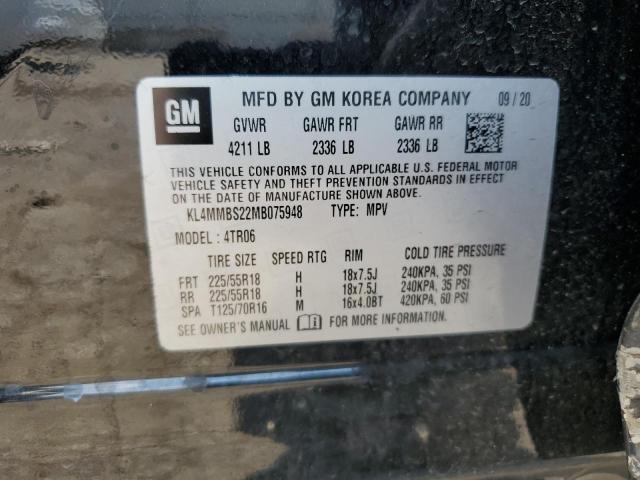 GM
MFD BY GM KOREA COMPANY 09/20
GVWR GAWR FRT GAWR RR
4211 LB 2336 LB 2336 LB
THIS VEHICLE CONFORMS TO ALL APPLICABLE U.S. FEDERAL MOTOR
VEHICLE SAFETY AND THEFT PREVENTION STANDARDS IN EFFECT
ON THE DATE OF MANUFACTURE SHOWN ABOVE.
KL4MMBS22MB075948 TYPE: MPV
MODEL: 4TR06
TIRE SIZE SPEED RTG RIM COLD TIRE PRESSURE
FRT 225/55R18 H 18x7.5J 240KPA, 35 PSI
RR 225/55R18 H 18x7.5J 240KPA, 35 PSI
SPA T125/70R16 M 16x4.0BT 420KPA, 60 PSI
SEE OWNER'S MANUAL FOR MORE INFORMATION.